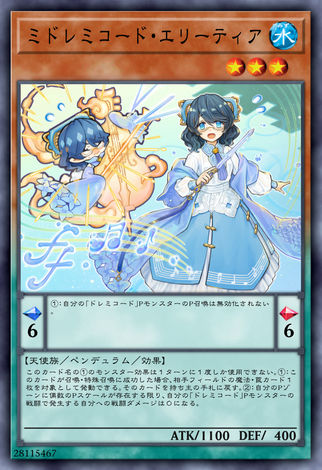 ミドレミコード・エリーティア
水
①:自分の「ドレミコード」PモンスターのP召喚は無効化されない。
6
6
【天使族／ペンデュラム／効果】
このカード名の①のモンスター効果は１ターンに１度しか使用できない。①:こ
のカードが召喚・特殊召喚に成功した場合、相手フィールドの魔法・罠カード１
枚を対象として発動できる。そのカードを持ち主の手札に戻す。②:自分のPゾー
ンに偶数のPスケールが存在する限り、自分の「ドレミコード」Pモンスターの
戦闘で発生する自分への戦闘ダメージは０になる。
ATK/1100 DEF/ 400
28115467